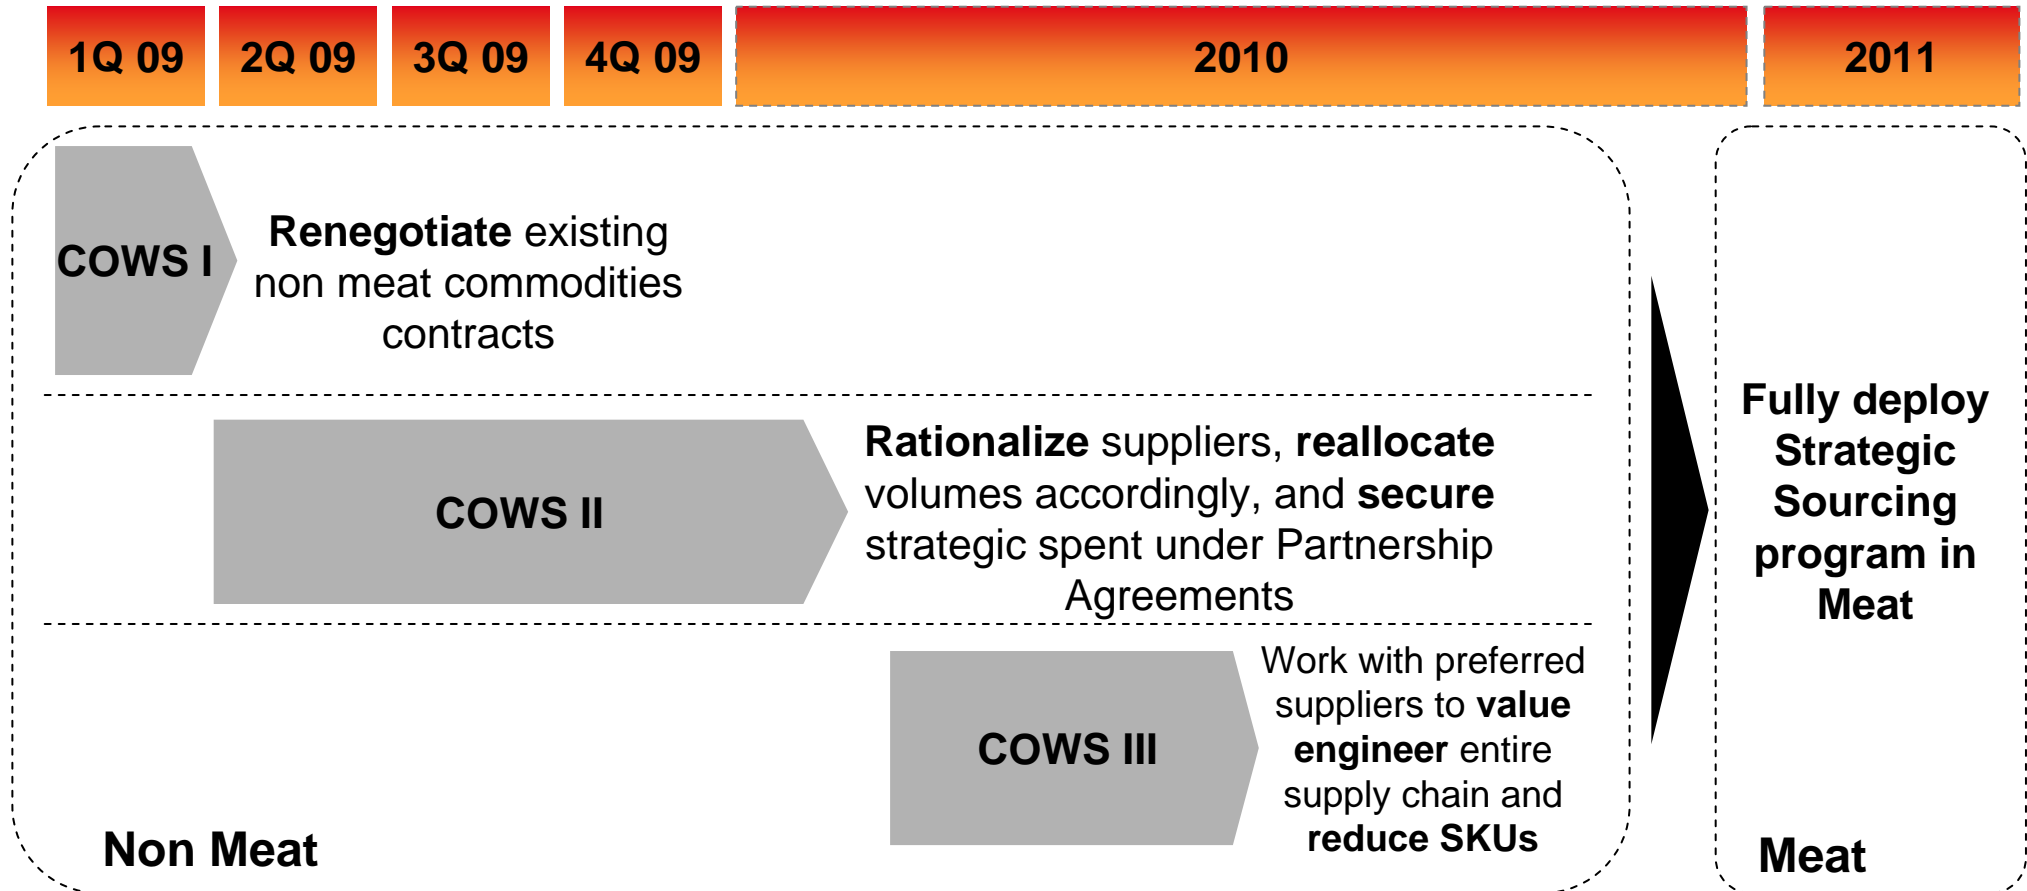 1Q 09 2Q 09 3Q 09 4Q 09 2010 2011
COWS I
Renegotiate existing
non meat commodities
contracts
COWS II
Rationalize suppliers, reallocate
volumes accordingly, and secure
strategic spent under Partnership
Agreements
COWS III
Work with preferred
suppliers to value
engineer entire
supply chain and
reduce SKUs
Non Meat
Fully deploy
Strategic
Sourcing
program in
Meat
Meat